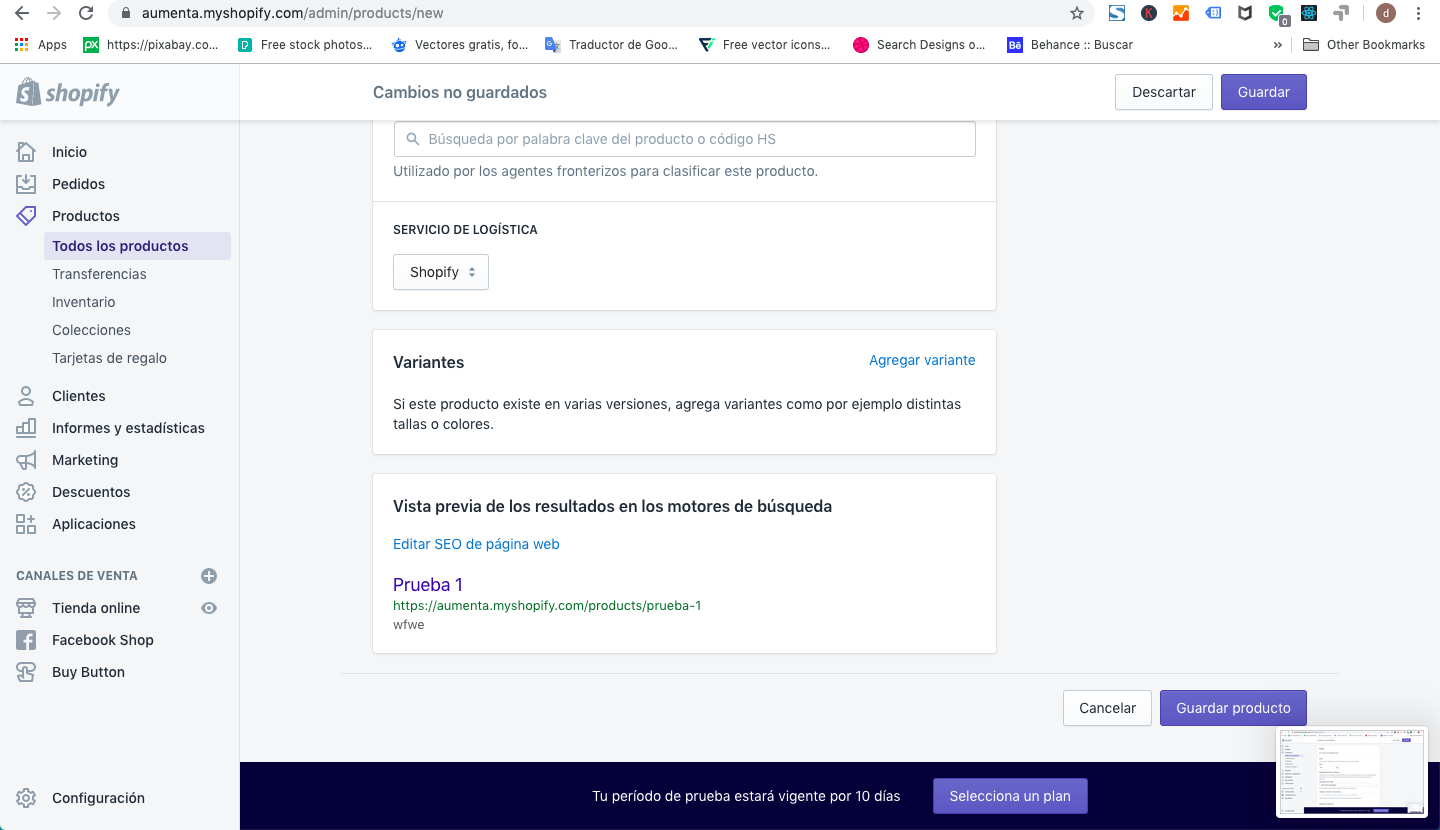 aumenta.myshopify.com/admin/products/new
d
0
Apps
https://pixabay.co...
Free stock photos...
Vectores gratis, fo...
Traductor de Goo...
Free vector icons...
Search Designs o...
Behance :: Buscar
»
Other Bookmarks
shopify
Cambios no guardados
Descartar
Guardar
Inicio
Pedidos
Productos
Todos los productos
Transferencias
Inventario
Colecciones
Tarjetas de regalo
Clientes
Informes y estadísticas
Marketing
Descuentos
Aplicaciones
CANALES DE VENTA
Tienda online
Facebook Shop
Buy Button
Configuración
Búsqueda por palabra clave del producto o código HS
Utilizado por los agentes fronterizos para clasificar este producto.
SERVICIO DE LOGÍSTICA
Shopify
Variantes
Agregar variante
Si este producto existe en varias versiones, agrega variantes como por ejemplo distintas
tallas o colores.
Vista previa de los resultados en los motores de búsqueda
Editar SEO de página web
Prueba 1
https://aumenta.myshopify.com/products/prueba-1
wfwe
Cancelar
Guardar producto
Tu periodo de prueba estará vigente por 10 días
Selecciona un plan